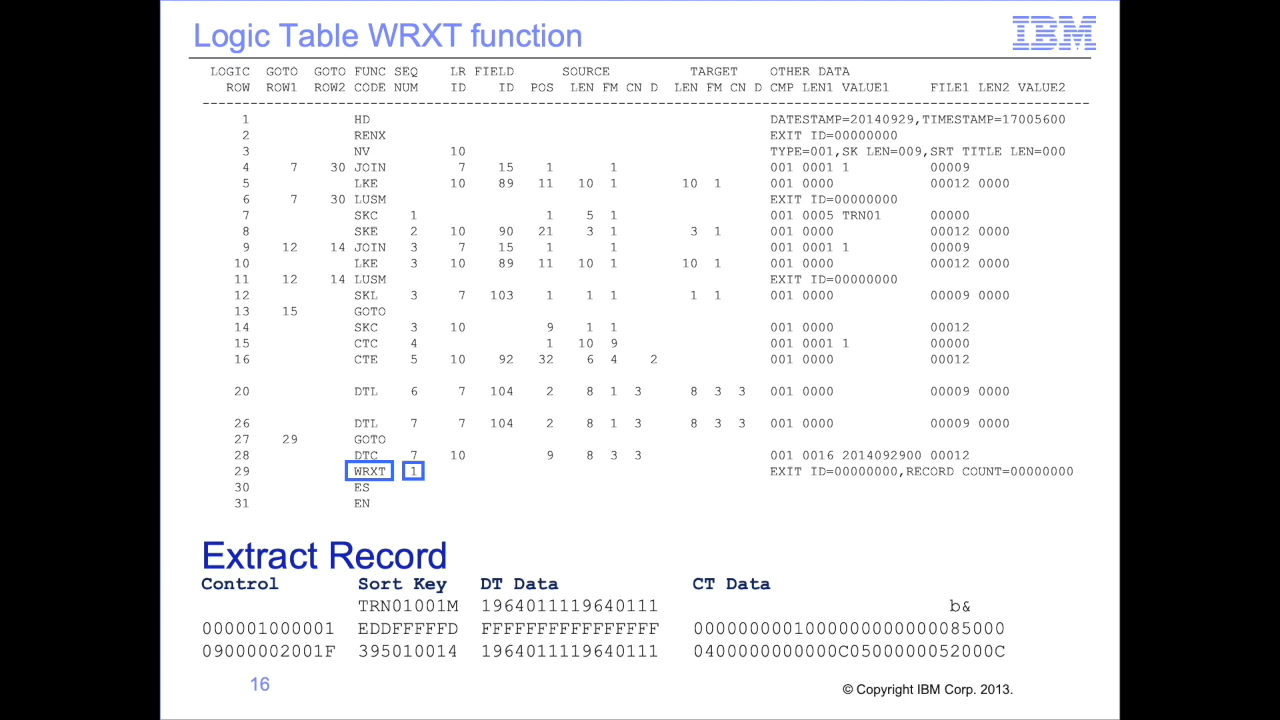 Logic Table WRXT function
IBM
LOGIC GOTO GOTO FUNC SEQ LR FIELD SOURCE TARGET OTHER DATA
ROW ROW1 ROW2 CODE NUM ID ID POS LEN FM CN D LEN FM CN D CMP LEN1 VALUE1 FILE1 LEN2 VALUE2
1 HD DATESTAMP=20140929,TIMESTAMP=17005600
2 RENX EXIT ID=00000000
3 NV 10 TYPE=001,SK LEN=009,SRT TITLE LEN=000
4 7 30 JOIN 7 15 1 1 001 0001 1 00009
5 LKE 10 89 11 10 1 10 1 001 0000 00012 0000
6 7 30 LUSM EXIT ID=00000000
7 SKC 1 1 5 1 001 0005 TRN01 00000
8 SKE 2 10 90 21 3 1 3 1 001 0000 00012 0000
9 12 14 JOIN 3 7 15 1 1 001 0001 1 00009
10 LKE 3 10 89 11 10 1 10 1 001 0000 00012 0000
11 12 14 LUSM EXIT ID=00000000
12 SKL 3 7 103 1 1 1 1 1 001 0000 00009 0000
13 15 GOTO
14 SKC 3 10 9 1 1 001 0000 00012
15 CTC 4 1 10 9 001 0001 1 00000
16 CTE 5 10 92 32 6 4 2 001 0000 00012
20 DTL 6 7 104 2 8 1 3 8 3 3 001 0000 00009 0000
26 DTL 7 7 104 2 8 1 3 8 3 3 001 0000 00009 0000
27 29 GOTO
28 DTC 7 10 9 8 3 3 001 0016 2014092900 00012
29 WRXT 1 EXIT ID=00000000,RECORD COUNT=00000000
30 ES
31 EN
Extract Record
Control Sort Key DT Data CT Data
TRN01001M 1964011119640111 b&
000001000001 EDDFFFFFD FFFFFFFFFFFFFFFF 0000000001000000000000085000
09000002001F 395010014 1964011119640111 0400000000000C0500000052000C
16
© Copyright IBM Corp. 2013.